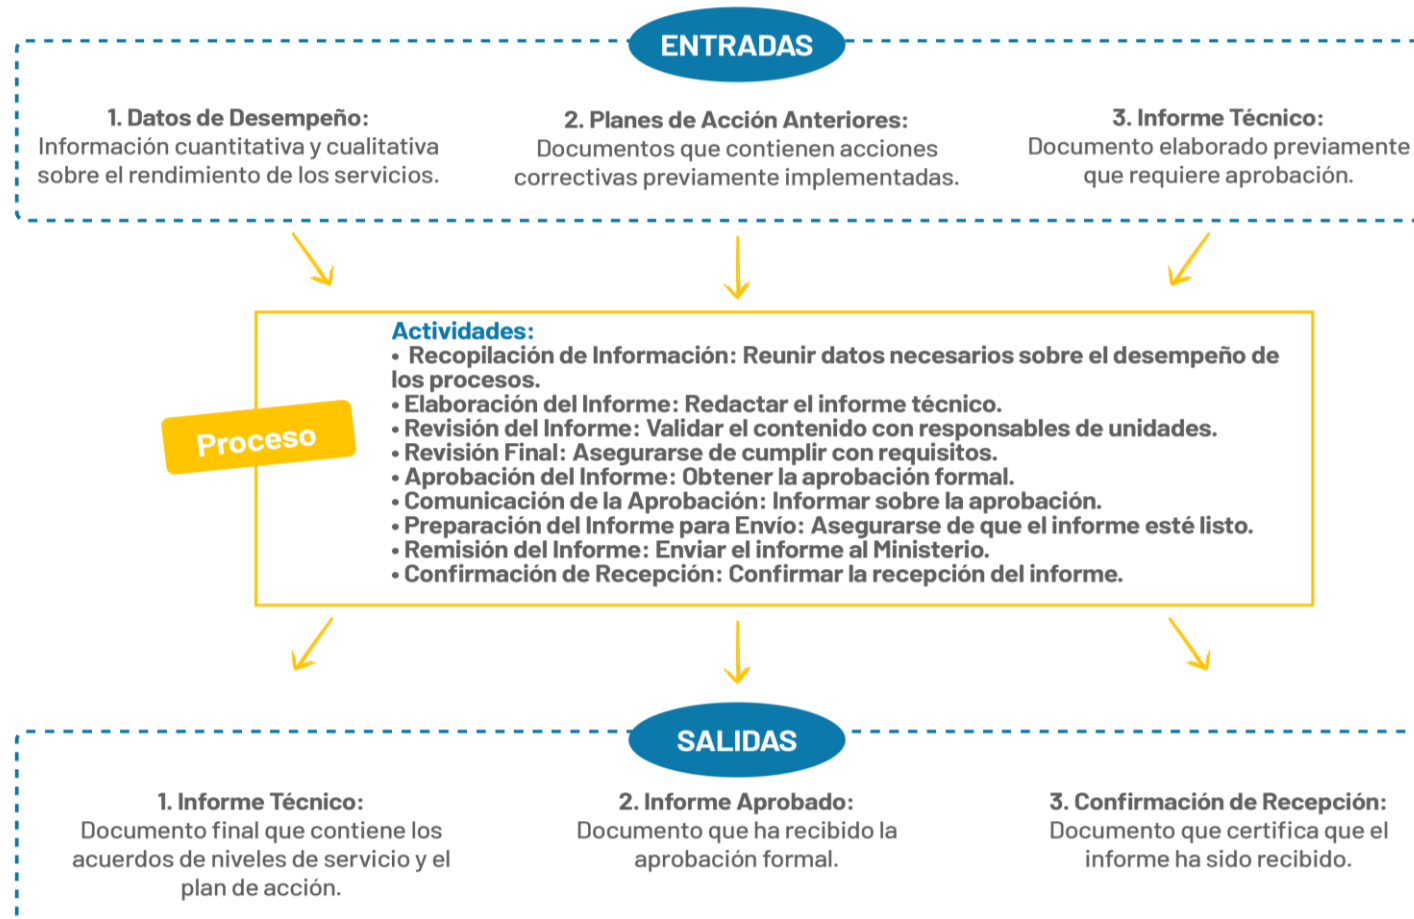 ENTRADAS
1. Datos de Desempeño:
Información cuantitativa y cualitativa
sobre el rendimiento de los servicios.
2. Planes de Acción Anteriores:
Documentos que contienen acciones
correctivas previamente implementadas.
3. Informe Técnico:
Documento elaborado previamente
que requiere aprobación.
Proceso
Actividades:
• Recopilación de Información: Reunir datos necesarios sobre el desempeño de
los procesos.
• Elaboración del Informe: Redactar el informe técnico.
• Revisión del Informe: Validar el contenido con responsables de unidades.
• Revisión Final: Asegurarse de cumplir con requisitos.
• Aprobación del Informe: Obtener la aprobación formal.
• Comunicación de la Aprobación: Informar sobre la aprobación.
• Preparación del Informe para Envío: Asegurarse de que el informe esté listo.
• Remisión del Informe: Enviar el informe al Ministerio.
• Confirmación de Recepción: Confirmar la recepción del informe.
SALIDAS
1. Informe Técnico:
Documento final que contiene los
acuerdos de niveles de servicio y el
plan de acción.
2. Informe Aprobado:
Documento que ha recibido la
aprobación formal.
3. Confirmación de Recepción:
Documento que certifica que el
informe ha sido recibido.